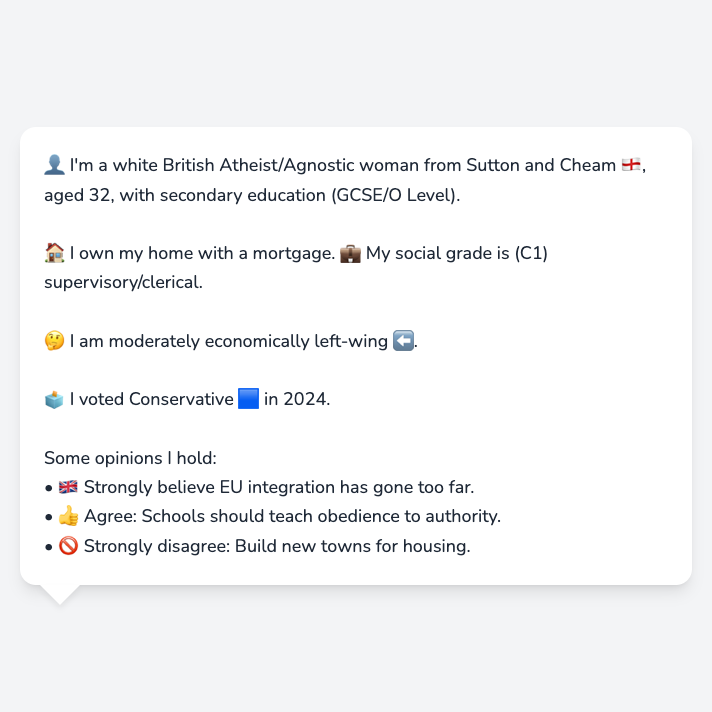 👤 I'm a white British Atheist/Agnostic woman from Sutton and Cheam 🏴󠁧󠁢󠁥󠁮󠁧󠁿,
aged 32, with secondary education (GCSE/O Level).
🏠 I own my home with a mortgage. 💼 My social grade is (C1)
supervisory/clerical.
🤔 I am moderately economically left-wing ⬅️.
🗳️ I voted Conservative 🟦 in 2024.
Some opinions I hold:
• 🇬🇧 Strongly believe EU integration has gone too far.
• 👍 Agree: Schools should teach obedience to authority.
• 🚫 Strongly disagree: Build new towns for housing.